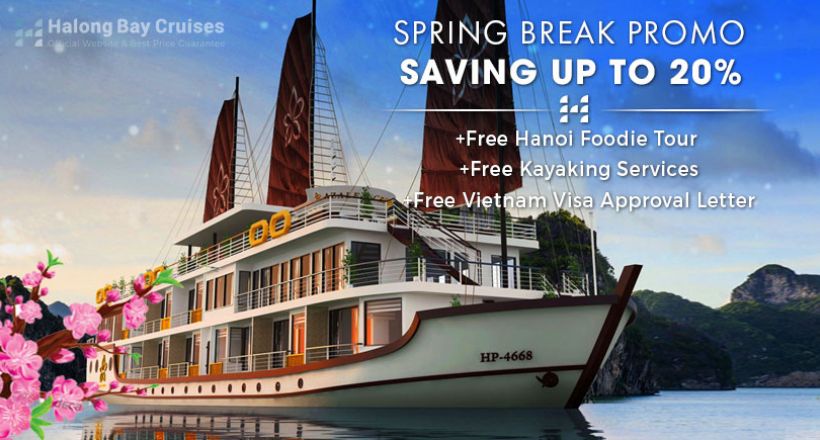 Halong Bay Cruises
Official Website & Best Price Guarantee
SPRING BREAK PROMO
SAVING UP TO 20%
+Free Hanoi Foodie Tour
+Free Kayaking Services
+Free Vietnam Visa Approval Letter
HP-4668